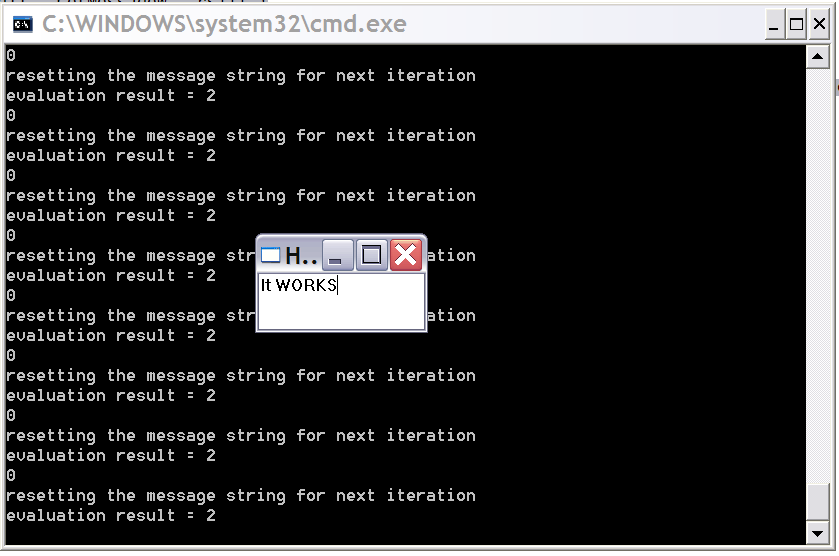 C:\WINDOWS\system32\cmd.exe
0
resetting the message string for next iteration
evaluation result = 2
0
resetting the message string for next iteration
evaluation result = 2
0
resetting the message string for next iteration
evaluation result = 2
0
resetting the message str ation
evaluation result = 2
0
resetting the message str ation
evaluation result = 2
0
resetting the message string for next iteration
evaluation result = 2
0
resetting the message string for next iteration
evaluation result = 2
0
resetting the message string for next iteration
evaluation result = 2
H..
It WORKS